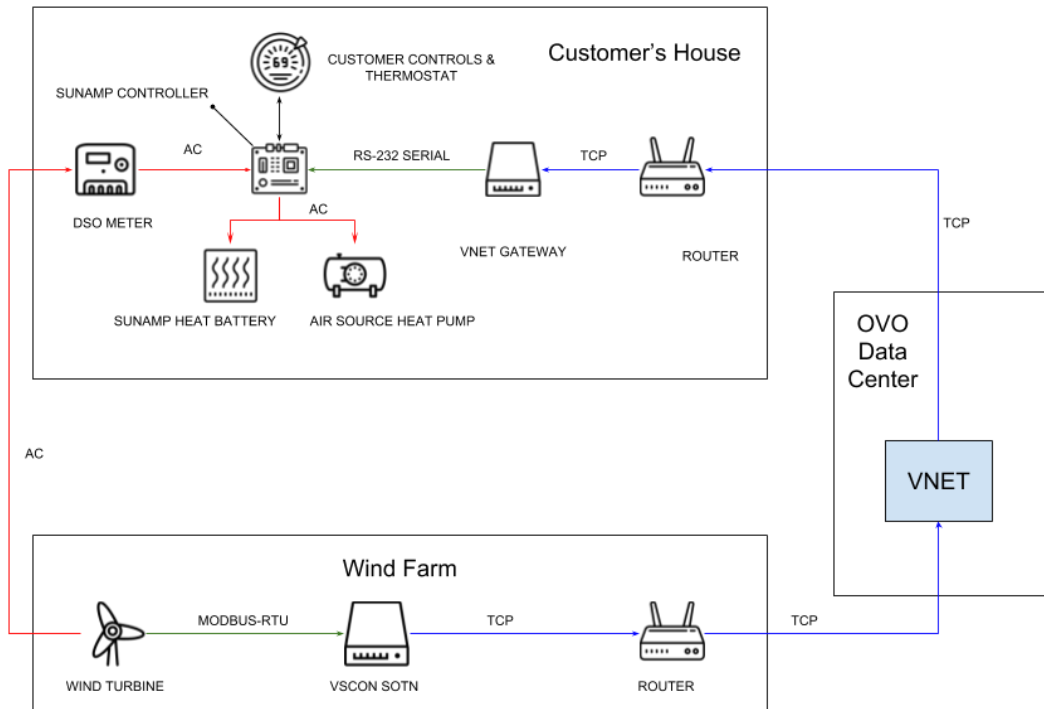 Customer's House
CUSTOMER CONTROLS &
THERMOSTAT
69
SUNAMP CONTROLLER
AC
RS-232 SERIAL
TCP
DSO METER
AC
VNET GATEWAY
ROUTER
TCP
SUNAMP HEAT BATTERY
AIR SOURCE HEAT PUMP
OVO
Data
Center
VNET
AC
Wind Farm
MODBUS-RTU
TCP
TCP
WIND TURBINE
VSCON SOTN
ROUTER